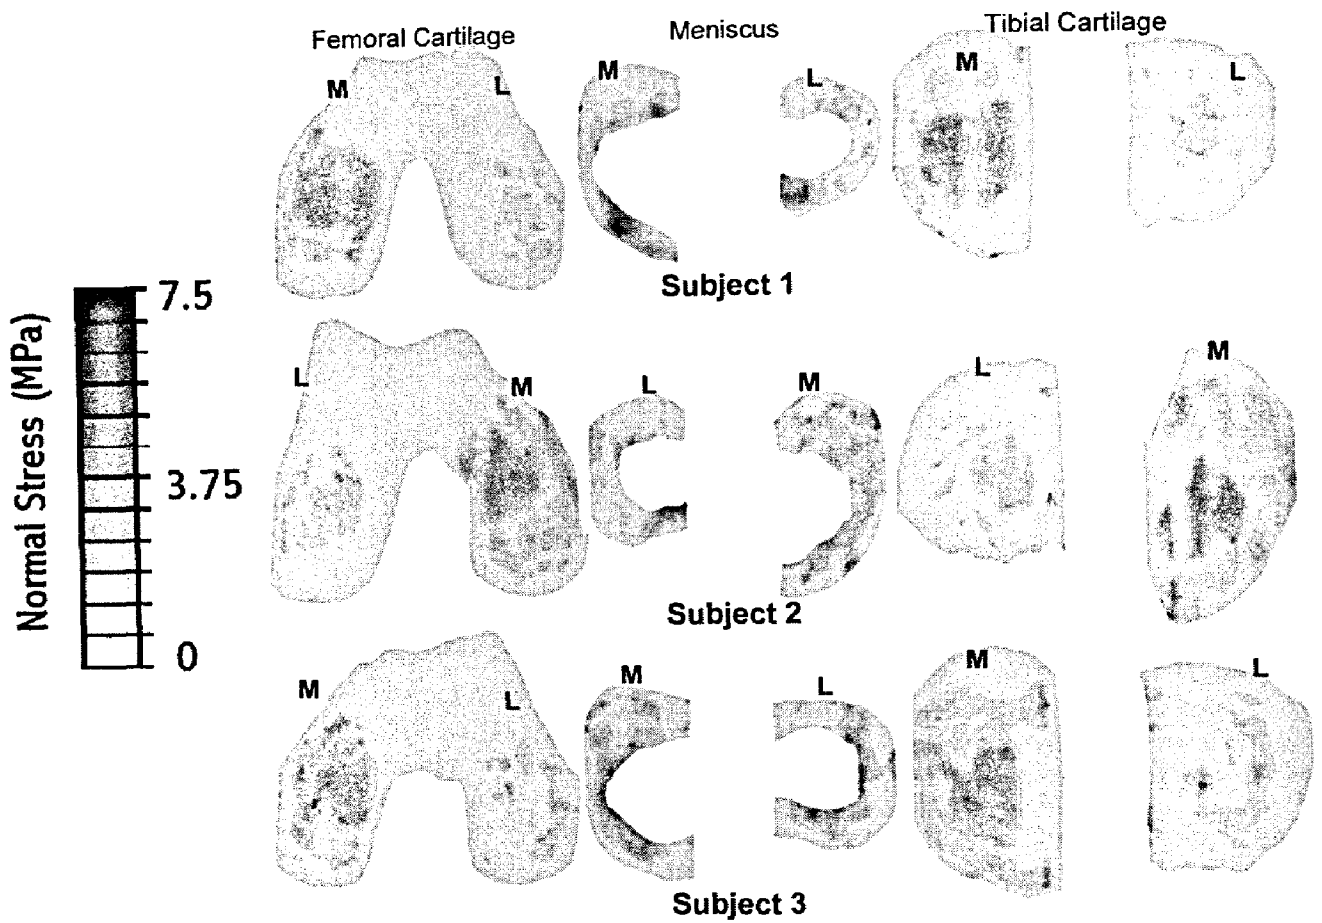 Femoral Cartilage Meniscus Tibial Cartilage
M L M L M L
Subject 1
Normal Stress (MPa)
7.5
3.75
0
L M L M L M
Subject 2
M L M L M L
Subject 3